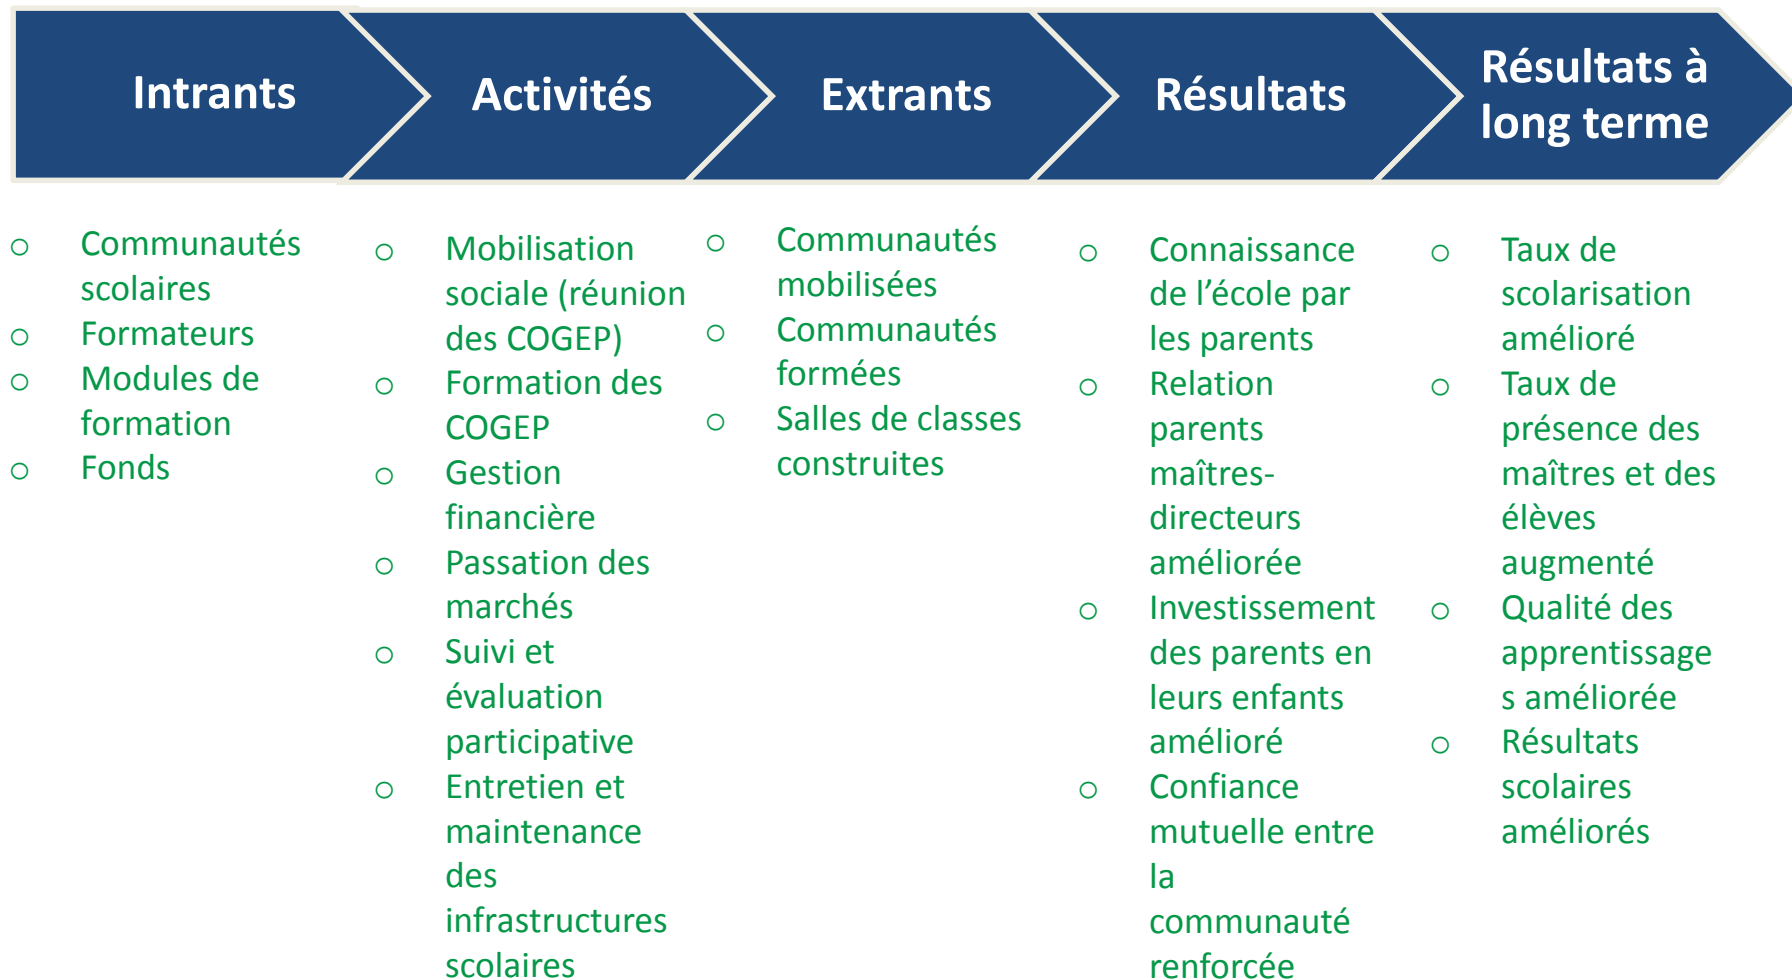 Intrants
Activités
Extrants
Résultats
Résultats à
long terme
o Communautés
scolaires
o Formateurs
o Modules de
formation
o Fonds
o Mobilisation
sociale (réunion
des COGEP)
o Formation des
COGEP
o Gestion
financière
o Passation des
marchés
o Suivi et
évaluation
participative
o Entretien et
maintenance
des
infrastructures
scolaires
o Communautés
mobilisées
o Communautés
formées
o Salles de classes
construites
o Connaissance
de l’école par
les parents
o Relation
parents
maîtres-
directeurs
améliorée
o Investissement
des parents en
leurs enfants
amélioré
o Confiance
mutuelle entre
la
communauté
renforcée
o Taux de
scolarisation
amélioré
o Taux de
présence des
maîtres et des
élèves
augmenté
o Qualité des
apprentissage
s améliorée
o Résultats
scolaires
améliorés